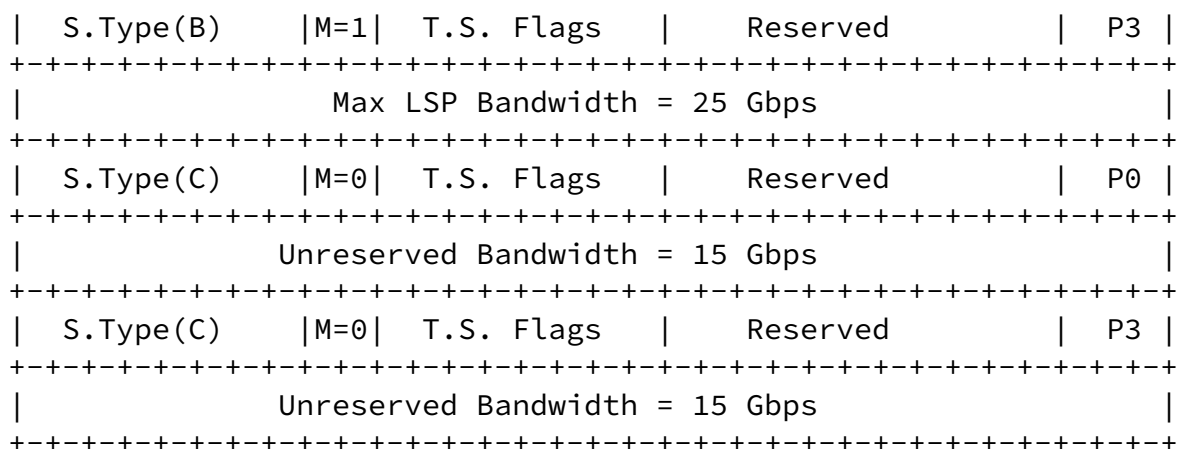 |  S.Type(B)    |M=1|  T.S. Flags   |    Reserved        |  P3 |
+-+-+-+-+-+-+-+-+-+-+-+-+-+-+-+-+-+-+-+-+-+-+-+-+-+-+-+-+-+-+-+-+
|                 Max LSP Bandwidth = 25 Gbps                   |
+-+-+-+-+-+-+-+-+-+-+-+-+-+-+-+-+-+-+-+-+-+-+-+-+-+-+-+-+-+-+-+-+
|  S.Type(C)    |M=0|  T.S. Flags   |    Reserved        |  P0 |
+-+-+-+-+-+-+-+-+-+-+-+-+-+-+-+-+-+-+-+-+-+-+-+-+-+-+-+-+-+-+-+-+
|              Unreserved Bandwidth = 15 Gbps                   |
+-+-+-+-+-+-+-+-+-+-+-+-+-+-+-+-+-+-+-+-+-+-+-+-+-+-+-+-+-+-+-+-+
|  S.Type(C)    |M=0|  T.S. Flags   |    Reserved        |  P3 |
+-+-+-+-+-+-+-+-+-+-+-+-+-+-+-+-+-+-+-+-+-+-+-+-+-+-+-+-+-+-+-+-+
|              Unreserved Bandwidth = 15 Gbps                   |
+-+-+-+-+-+-+-+-+-+-+-+-+-+-+-+-+-+-+-+-+-+-+-+-+-+-+-+-+-+-+-+-+